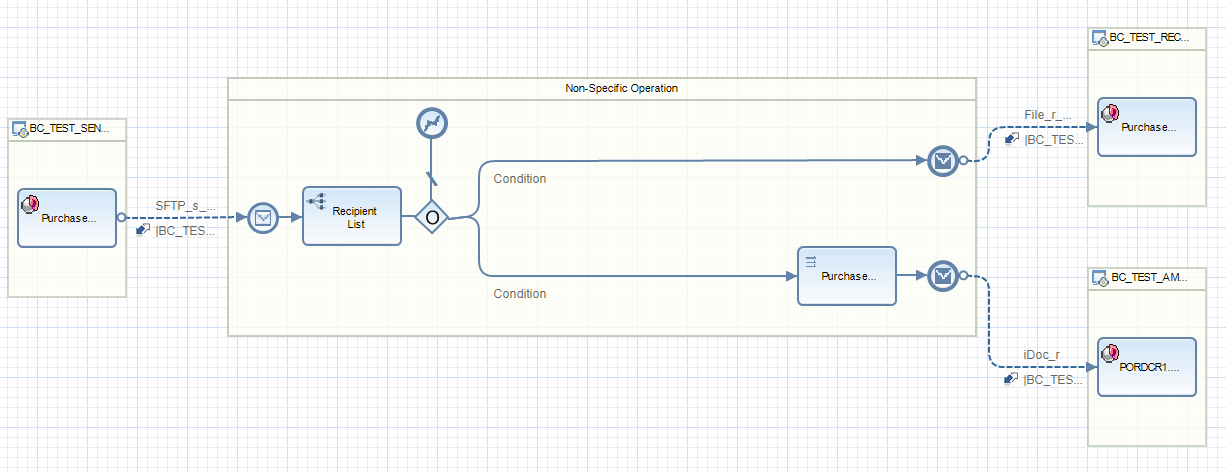 BC_TEST_REC...
File_r_...
|BC_TES...
Purchase...
Non-Specific Operation
BC_TEST_SEN...
Purchase...
SFTP_s_...
|BC_TES...
Recipient
List
O
Condition
Condition
Purchase...
BC_TEST_AM...
iDoc_r
|BC_TES...
PORDCR1....